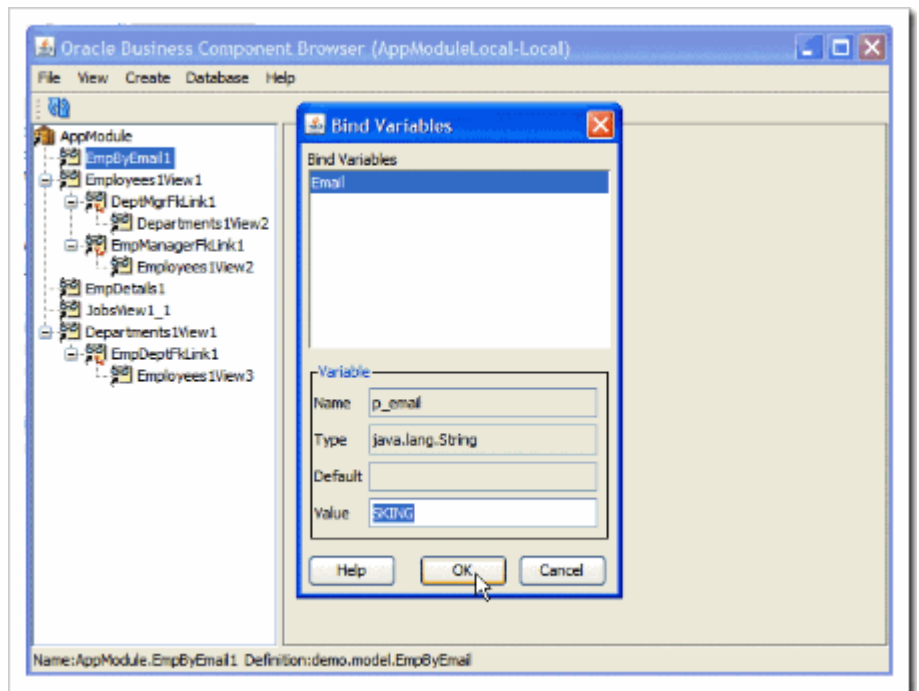 Oracle Business Component Browser (AppModuleLocal-Local)
File View Create Database Help
AppModule
EmpByEmail1
Employees1View1
DeptMgrFkLink1
Departments1View2
EmpManagerFkLink1
Employees1View2
EmpDetails1
JobsView1_1
Departments1View1
EmpDeptFkLink1
Employees1View3
Bind Variables
Bind Variables
Email
Variable
Name p_email
Type java.lang.String
Default
Value SKING
Help OK Cancel
Name:AppModule.EmpByEmail1 Definition:demo.model.EmpByEmail